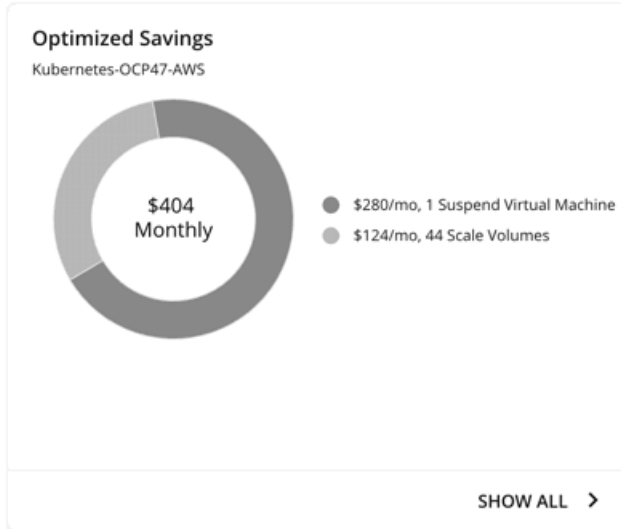 Optimized Savings
Kubernetes-OCP47-AWS
$404
Monthly
$280/mo, 1 Suspend Virtual Machine
$124/mo, 44 Scale Volumes
SHOW ALL